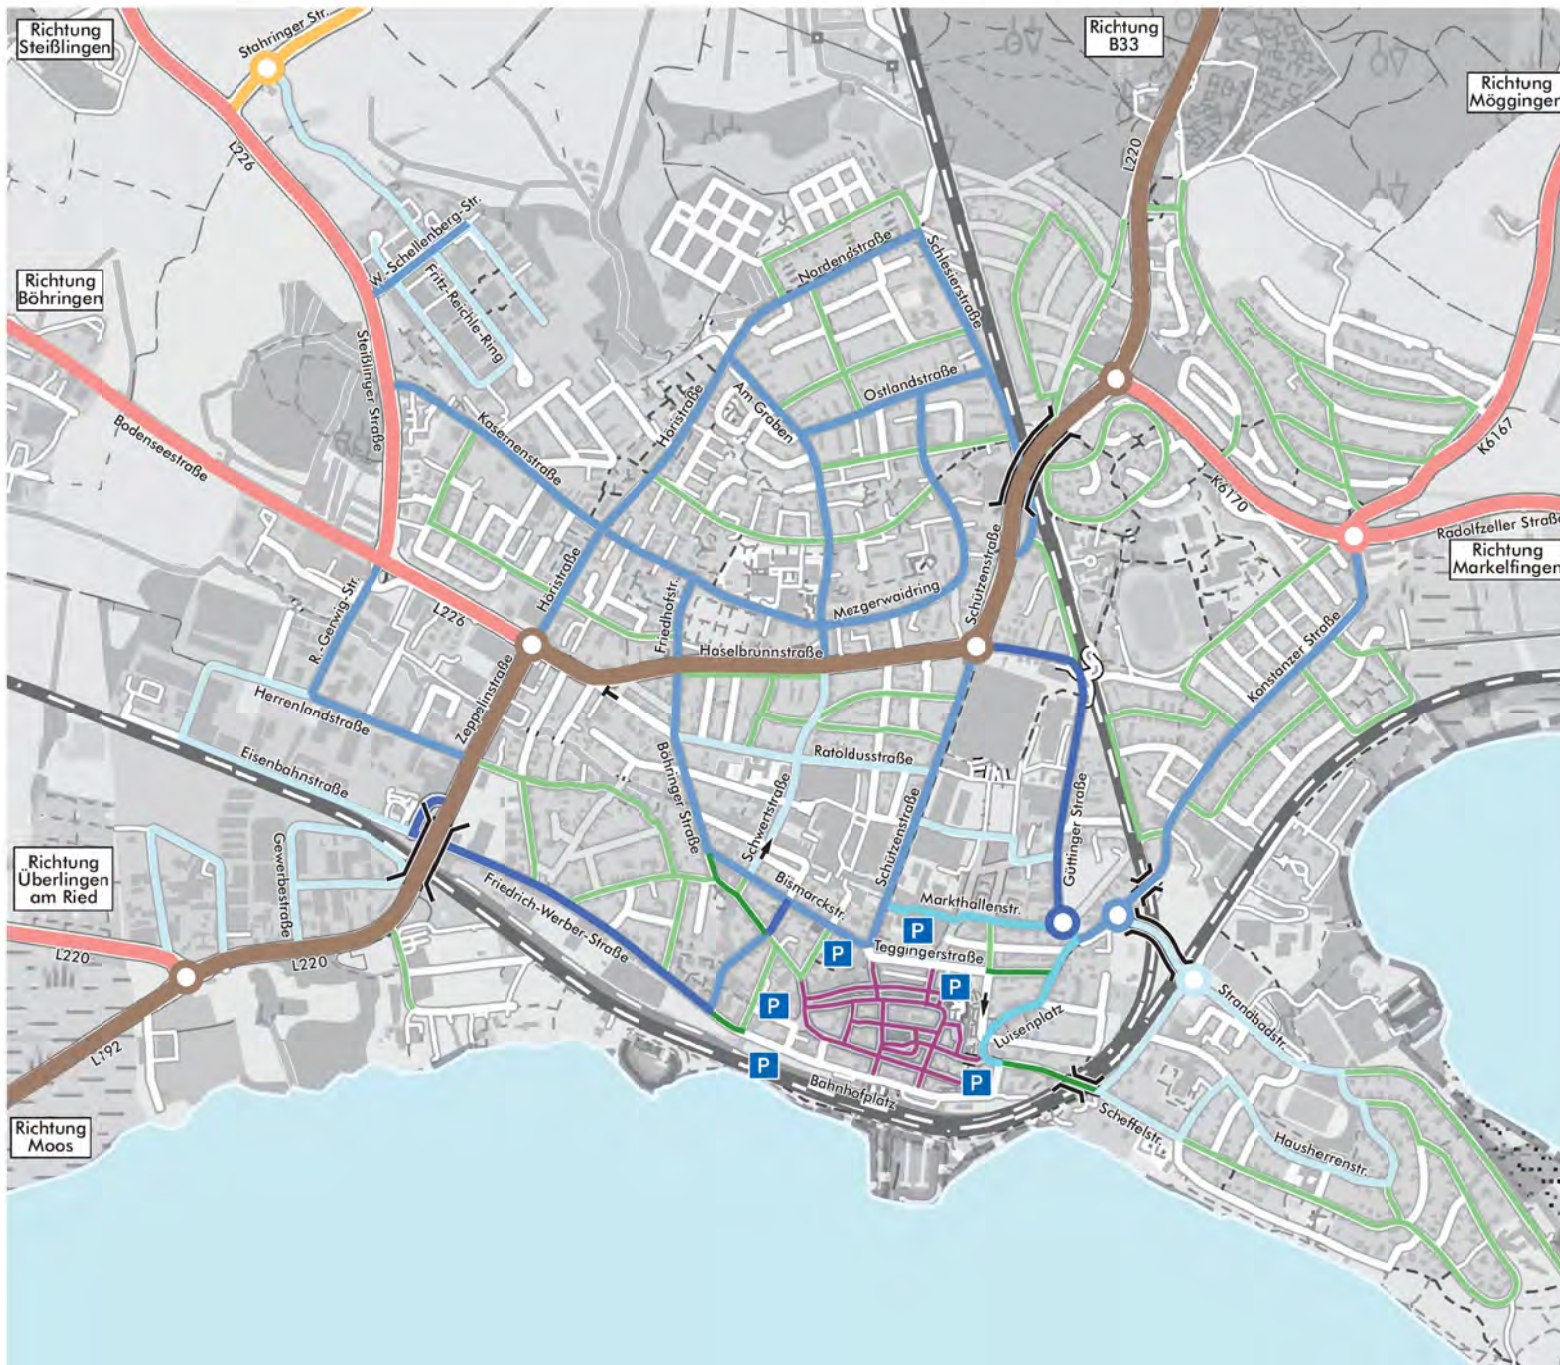 Richtung
Steißlingen
Stahringer Str.
Richtung
B33
Richtung
Möggingen
L226
L220
W.-Schellenberg-Str.
Fritz-Reichle-Ring
Nordendstraße
Schlesierstraße
Richtung
Böhringen
Steißlinger Straße
Bodenseestraße
Kasernenstraße
Höristraße
Am Graben
Ostlandstraße
K6167
K6170
Radolfzeller Straße
Richtung
Markelfingen
R.-Gerwig-Str.
L226
Höristraße
Friedhofstr.
Mezgerwaidring
Schützenstraße
Haselbrunnstraße
Konstanzer Straße
Herrenlandstraße
Zeppelinstraße
Eisenbahnstraße
Ratoldusstraße
Böhringer Straße
Schwertstraße
Schützenstraße
Güttinger Straße
Gewerbestraße
Richtung
Überlingen
am Ried
Friedrich-Werber-Straße
Bismarckstr.
Markthallenstr.
P
P
Teggingerstraße
L220
L220
P
P
Luisenplatz
Strandbadstr.
L192
P
P
Bahnhofplatz
Scheffelstr.
Hausherrenstr.
Richtung
Moos